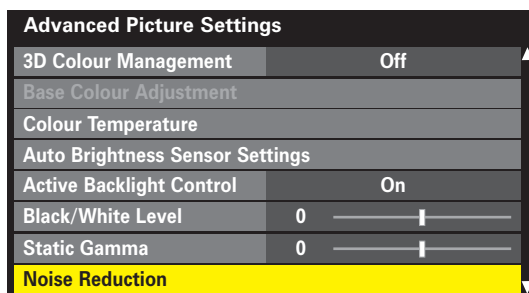 Advanced Picture Settings
3D Colour Management Off
Base Colour Adjustment
Colour Temperature
Auto Brightness Sensor Settings
Active Backlight Control On
Black/White Level 0
Static Gamma 0
Noise Reduction